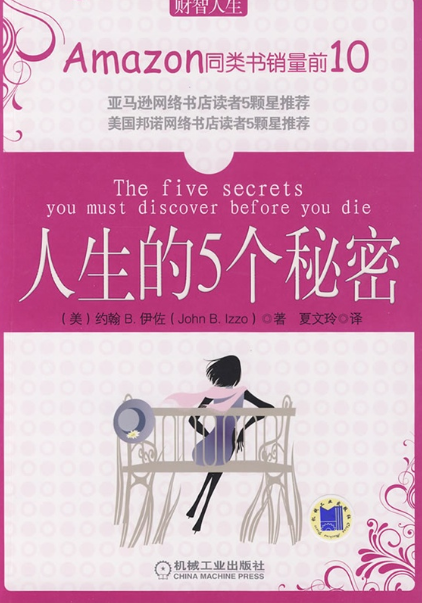 财智人生
Amazon同类书销量前10
亚马逊网络书店读者5颗星推荐
美国邦诺网络书店读者5颗星推荐
The five secrets
you must discover before you die
人生的5个秘密
（美）约翰 B. 伊佐（John B. Izzo）◎著 夏文玲◎译
机械工业出版社
CHINA MACHINE PRESS